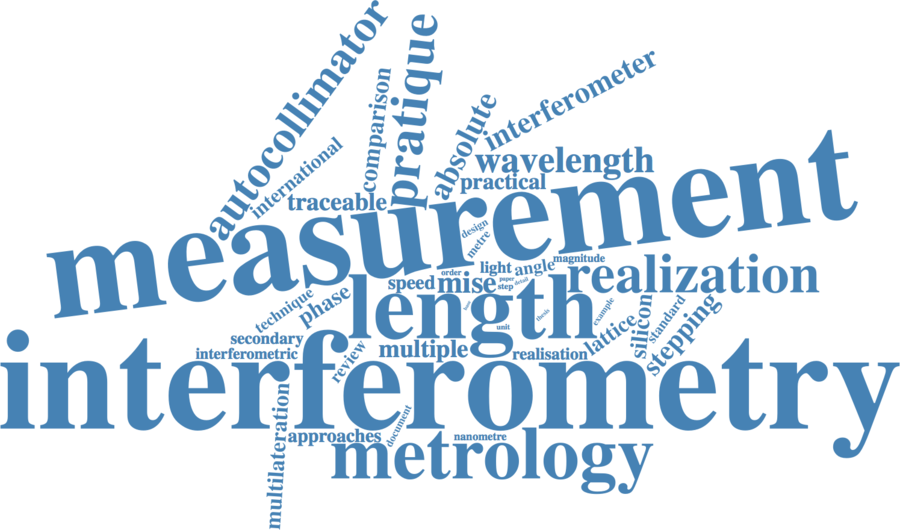 autocollimator
pratique
comparison
interferometer
absolute
international
wavelength
practical
traceable
measurement
design
metre
magnitude
light
angle
order
realization
speed
mise
paper
step
detail
length
phase
technique
unit
thesis
example
silicon
standard
lattice
stepping
secondary
interferometric
review
multiple
realisation
interferometry
multilateration
approaches
document
nanometre
metrology